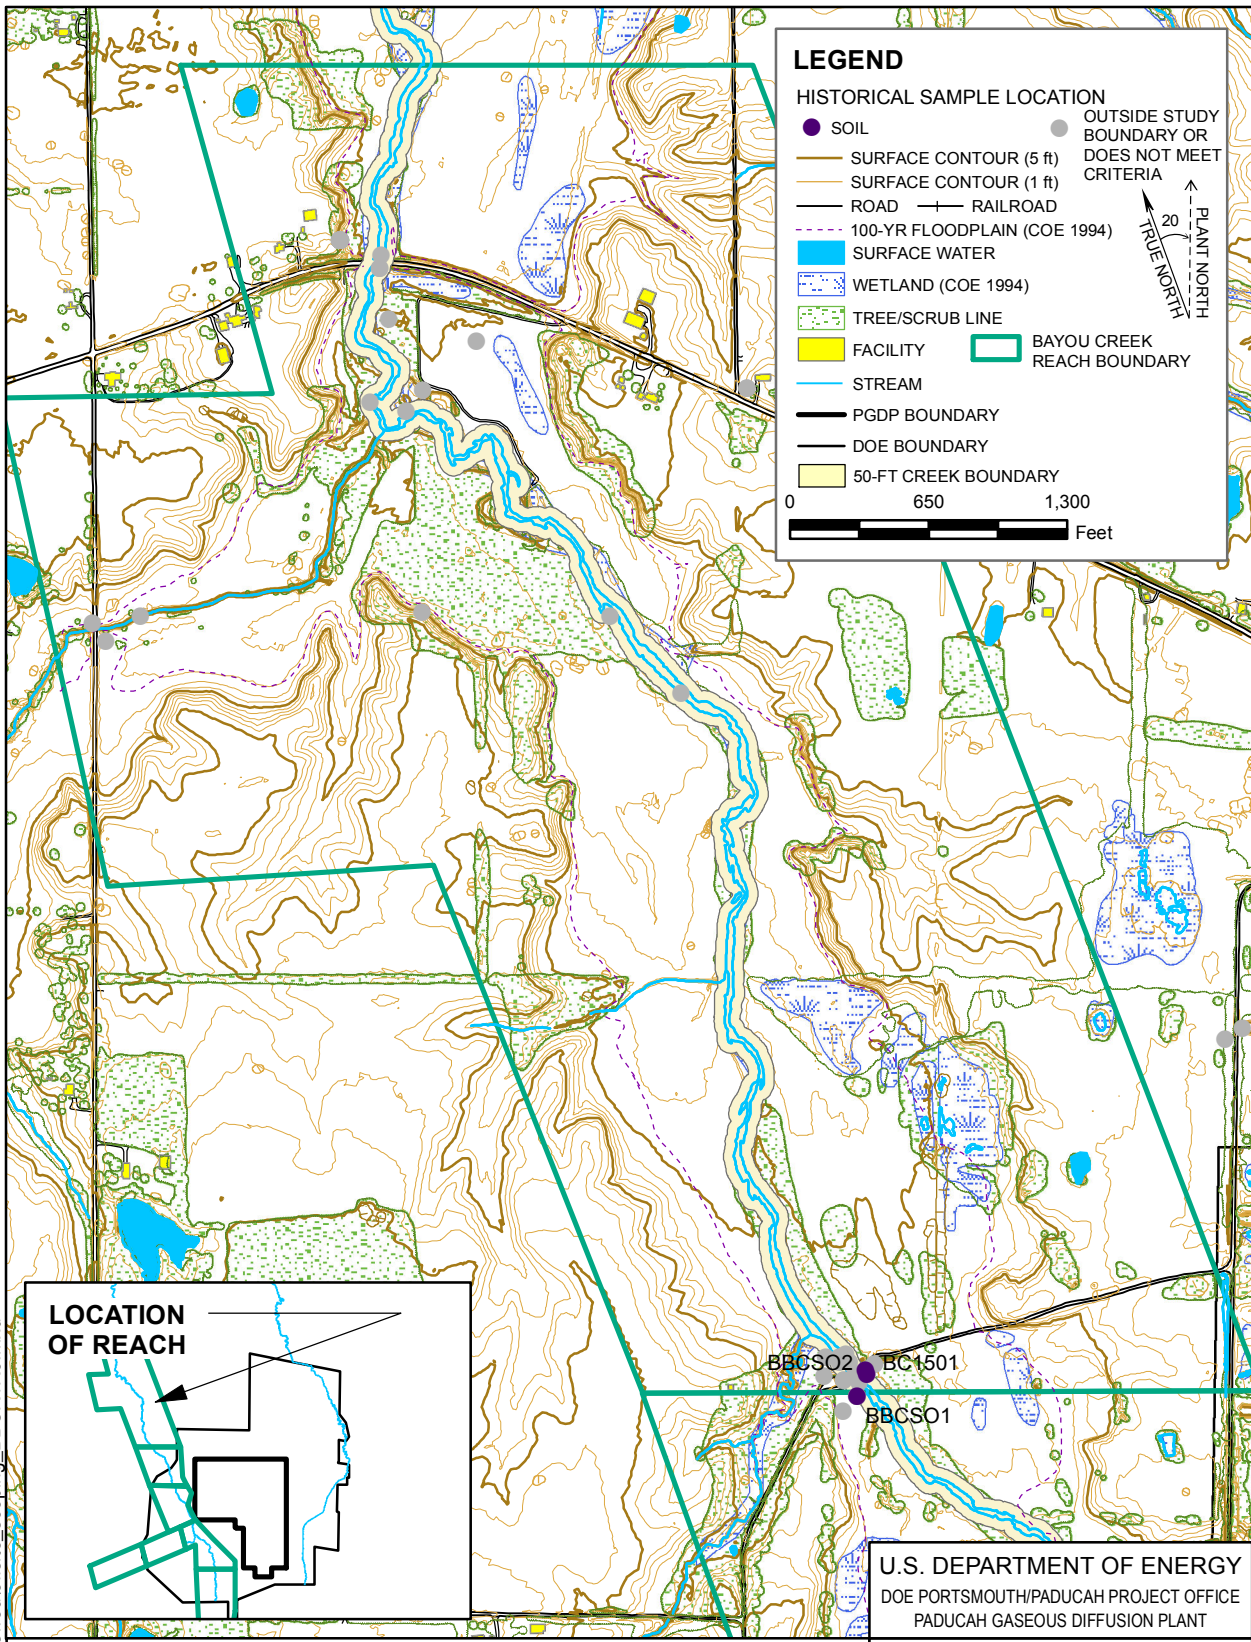 LEGEND
HISTORICAL SAMPLE LOCATION
SOIL
OUTSIDE STUDY
BOUNDARY OR
DOES NOT MEET
CRITERIA
SURFACE CONTOUR (5 ft)
SURFACE CONTOUR (1 ft)
ROAD
RAILROAD
100-YR FLOODPLAIN (COE 1994)
SURFACE WATER
WETLAND (COE 1994)
TREE/SCRUB LINE
FACILITY
BAYOU CREEK
REACH BOUNDARY
STREAM
PGDP BOUNDARY
DOE BOUNDARY
50-FT CREEK BOUNDARY
20
TRUE NORTH
PLANT NORTH
0
650
1,300
Feet
LOCATION
OF REACH
BBCSO2
BC1501
BBCSO1
U.S. DEPARTMENT OF ENERGY
DOE PORTSMOUTH/PADUCAH PROJECT OFFICE
PADUCAH GASEOUS DIFFUSION PLANT